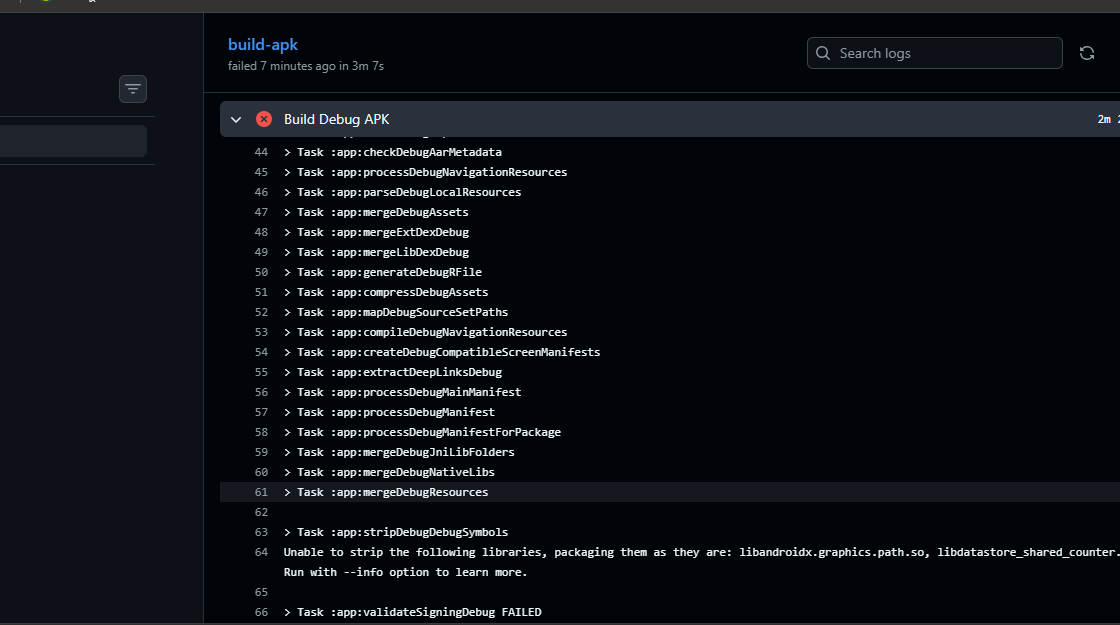 build-apk
failed 7 minutes ago in 3m 7s
Search logs
Build Debug APK
2m
44 > Task :app:checkDebugAarMetadata
45 > Task :app:processDebugNavigationResources
46 > Task :app:parseDebugLocalResources
47 > Task :app:mergeDebugAssets
48 > Task :app:mergeExtDexDebug
49 > Task :app:mergeLibDexDebug
50 > Task :app:generateDebugRFile
51 > Task :app:compressDebugAssets
52 > Task :app:mapDebugSourceSetPaths
53 > Task :app:compileDebugNavigationResources
54 > Task :app:createDebugCompatibleScreenManifests
55 > Task :app:extractDeepLinksDebug
56 > Task :app:processDebugMainManifest
57 > Task :app:processDebugManifest
58 > Task :app:processDebugManifestForPackage
59 > Task :app:mergeDebugJniLibFolders
60 > Task :app:mergeDebugNativeLibs
61 > Task :app:mergeDebugResources
62
63 > Task :app:stripDebugDebugSymbols
64 Unable to strip the following libraries, packaging them as they are: libandroidx.graphics.path.so, libdatastore_shared_counter.
Run with --info option to learn more.
65
66 > Task :app:validateSigningDebug FAILED